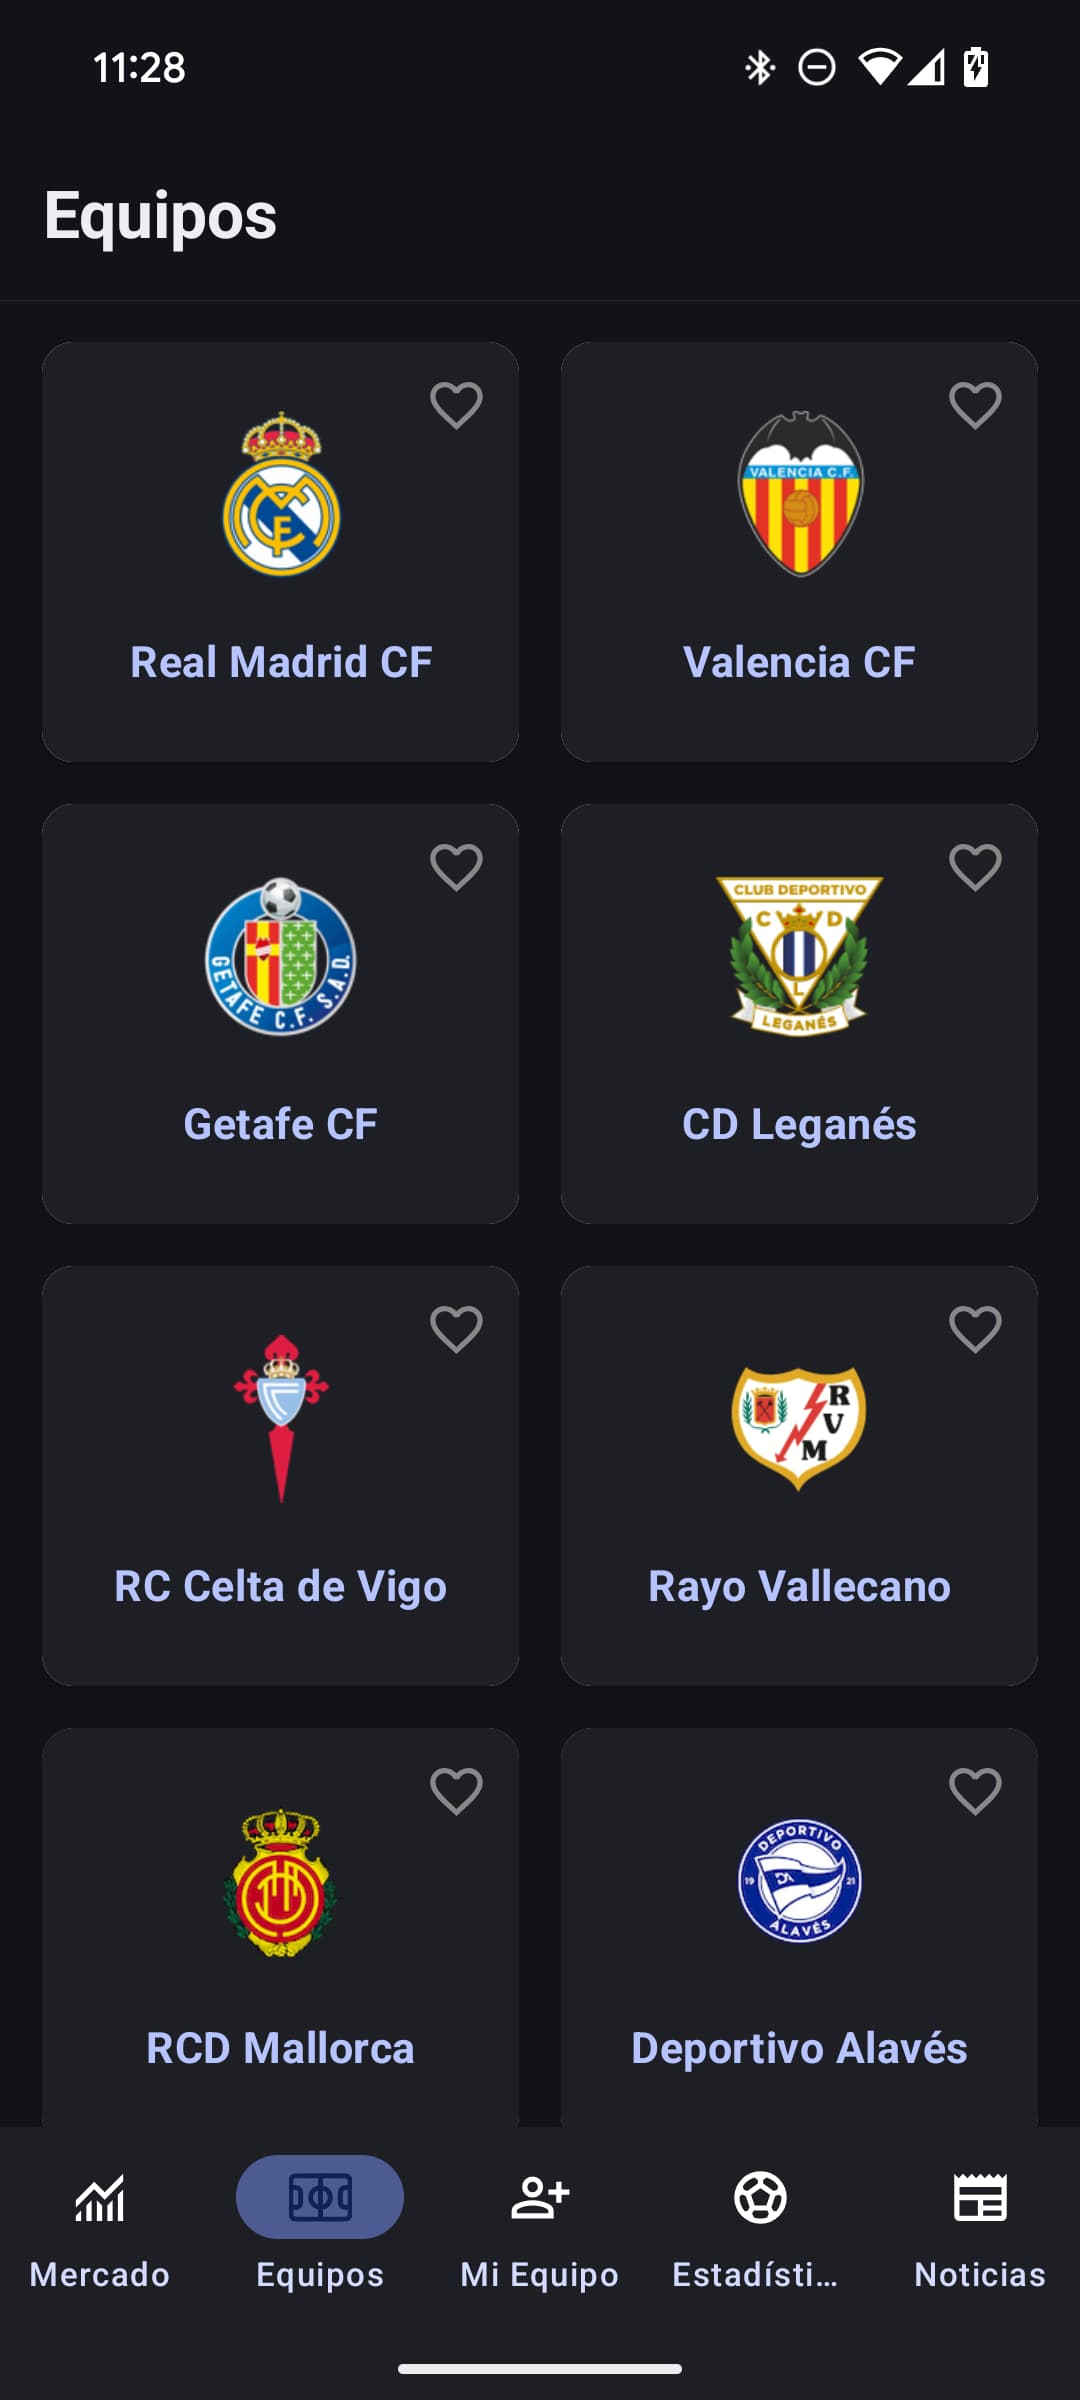 11:28
Equipos
VALENCIA C.F.
Real Madrid CF
Valencia CF
GETAFE C.F. S.A.D.
CLUB DEPORTIVO
C D
L
LEGANÉS
Getafe CF
CD Leganés
R
V
M
RC Celta de Vigo
Rayo Vallecano
DEPORTIVO
19 21
ALAVÉS
RCD Mallorca
Deportivo Alavés
Mercado
Equipos
Mi Equipo
Estadísti...
Noticias